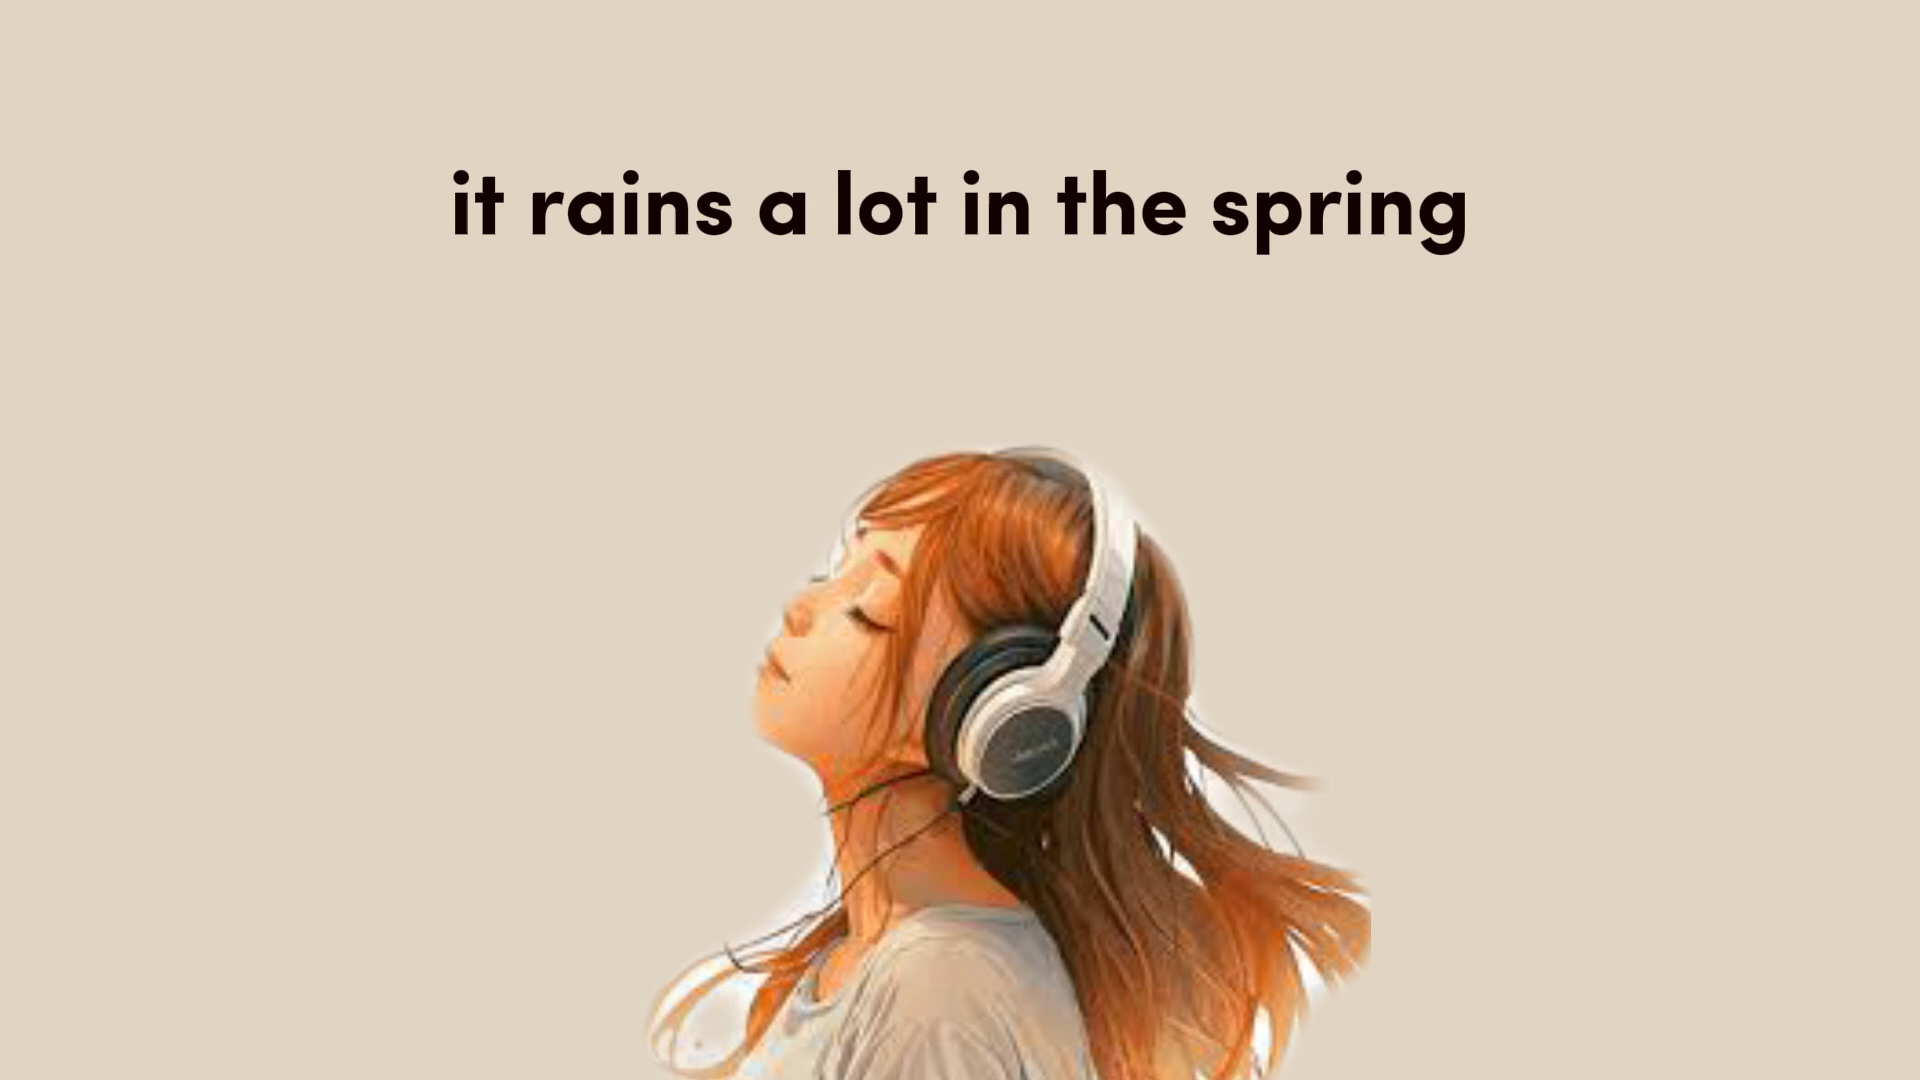 it rains a lot in the spring